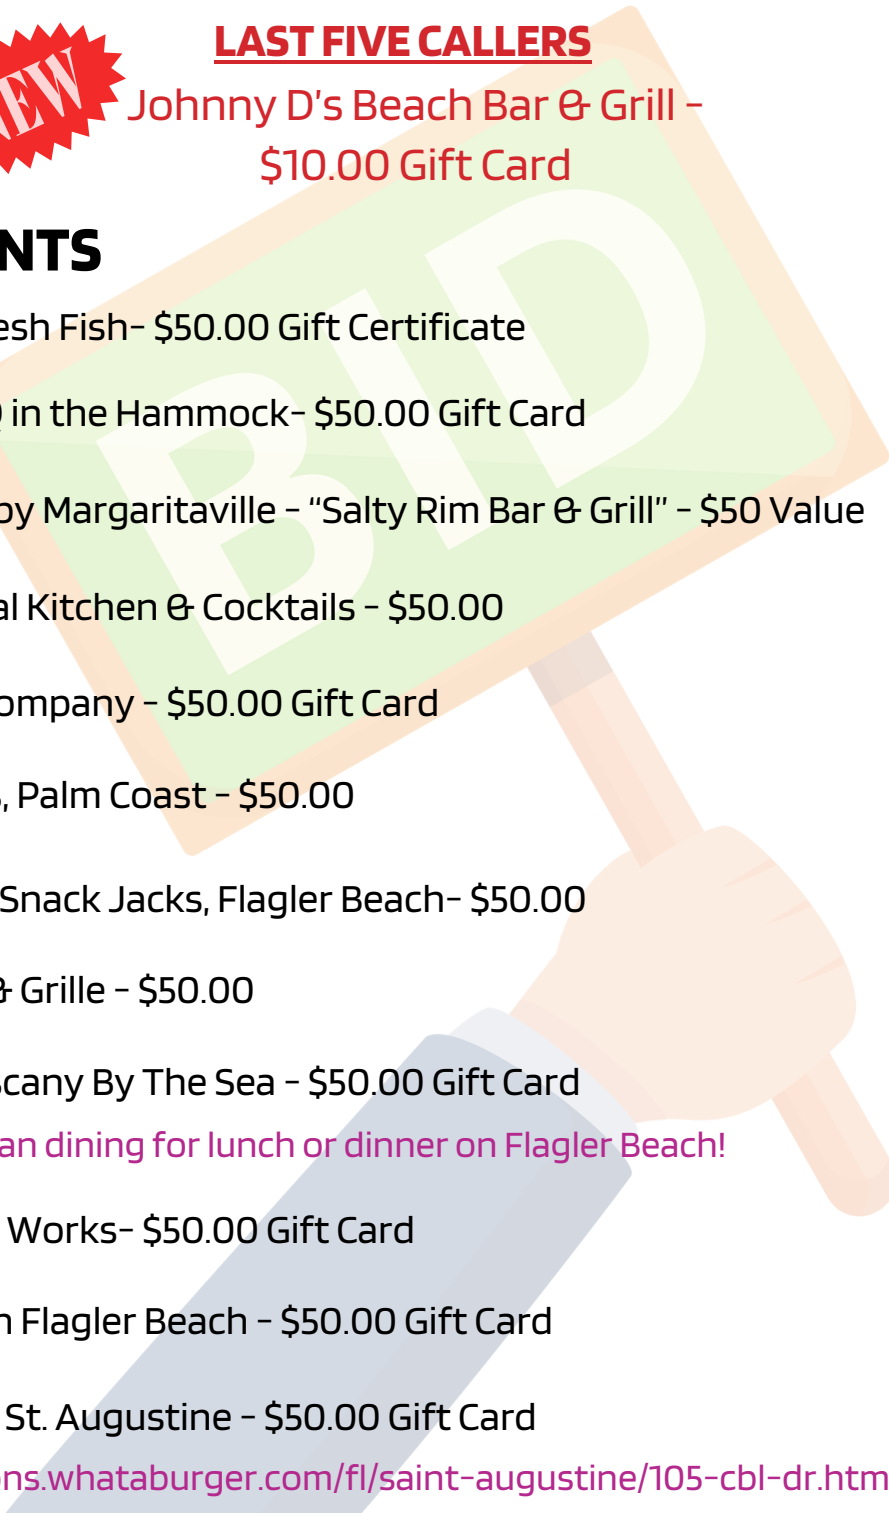 LAST FIVE CALLERS
NEW
Johnny D's Beach Bar & Grill -
$10.00 Gift Card
NTS
esh Fish- $50.00 Gift Certificate
in the Hammock- $50.00 Gift Card
by Margaritaville - “Salty Rim Bar & Grill” - $50 Value
al Kitchen & Cocktails - $50.00
ompany - $50.00 Gift Card
, Palm Coast - $50.00
Snack Jacks, Flagler Beach- $50.00
& Grille - $50.00
scany By The Sea - $50.00 Gift Card
an dining for lunch or dinner on Flagler Beach!
Works- $50.00 Gift Card
n Flagler Beach - $50.00 Gift Card
St. Augustine - $50.00 Gift Card
ons.whataburger.com/fl/saint-augustine/105-cbl-dr.htm
BID